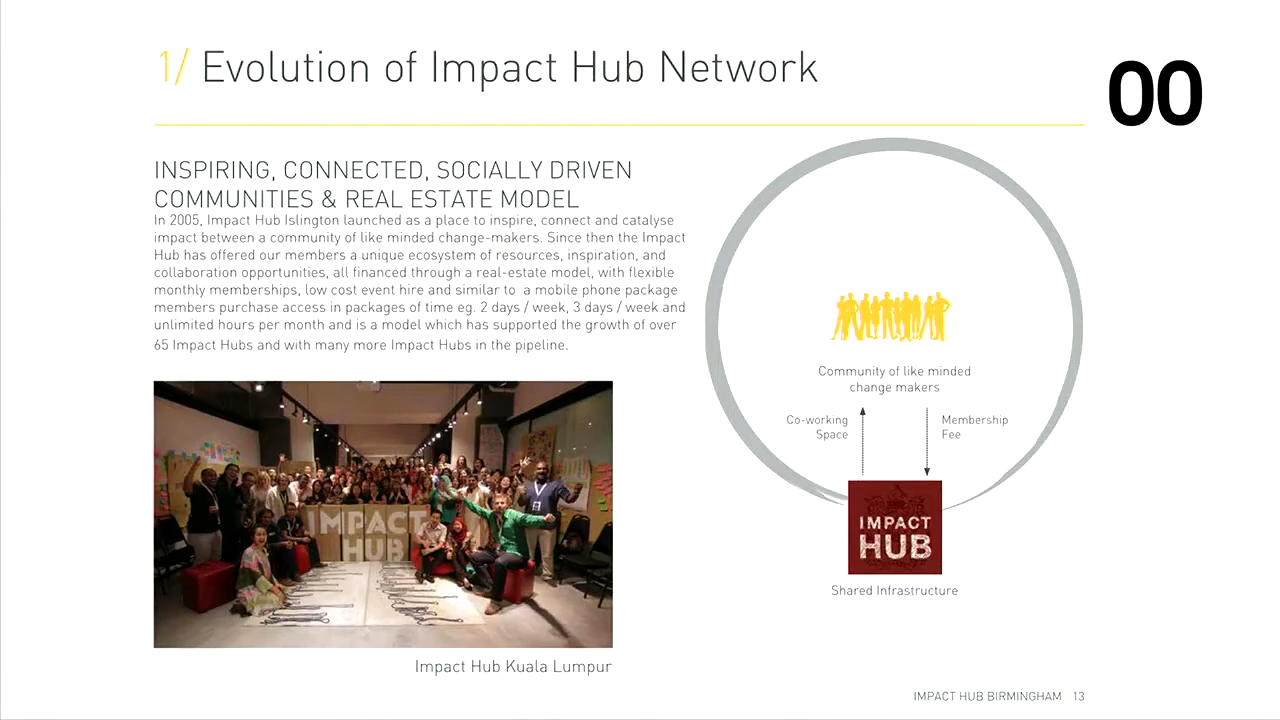 1/ Evolution of Impact Hub Network
00
INSPIRING, CONNECTED, SOCIALLY DRIVEN
COMMUNITIES & REAL ESTATE MODEL
In 2005, Impact Hub Islington launched as a place to inspire, connect and catalyse
impact between a community of like minded change-makers. Since then the Impact
Hub has offered our members a unique ecosystem of resources, inspiration, and
collaboration opportunities, all financed through a real-estate model, with flexible
monthly memberships, low cost event hire and similar to a mobile phone package
members purchase access in packages of time eg. 2 days / week, 3 days / week and
unlimited hours per month and is a model which has supported the growth of over
65 Impact Hubs and with many more Impact Hubs in the pipeline.
IMPACT
HUB
Impact Hub Kuala Lumpur
Community of like minded
change makers
Co-working
Space
Membership
Fee
IMPACT
HUB
Shared Infrastructure
IMPACT HUB BIRMINGHAM 13